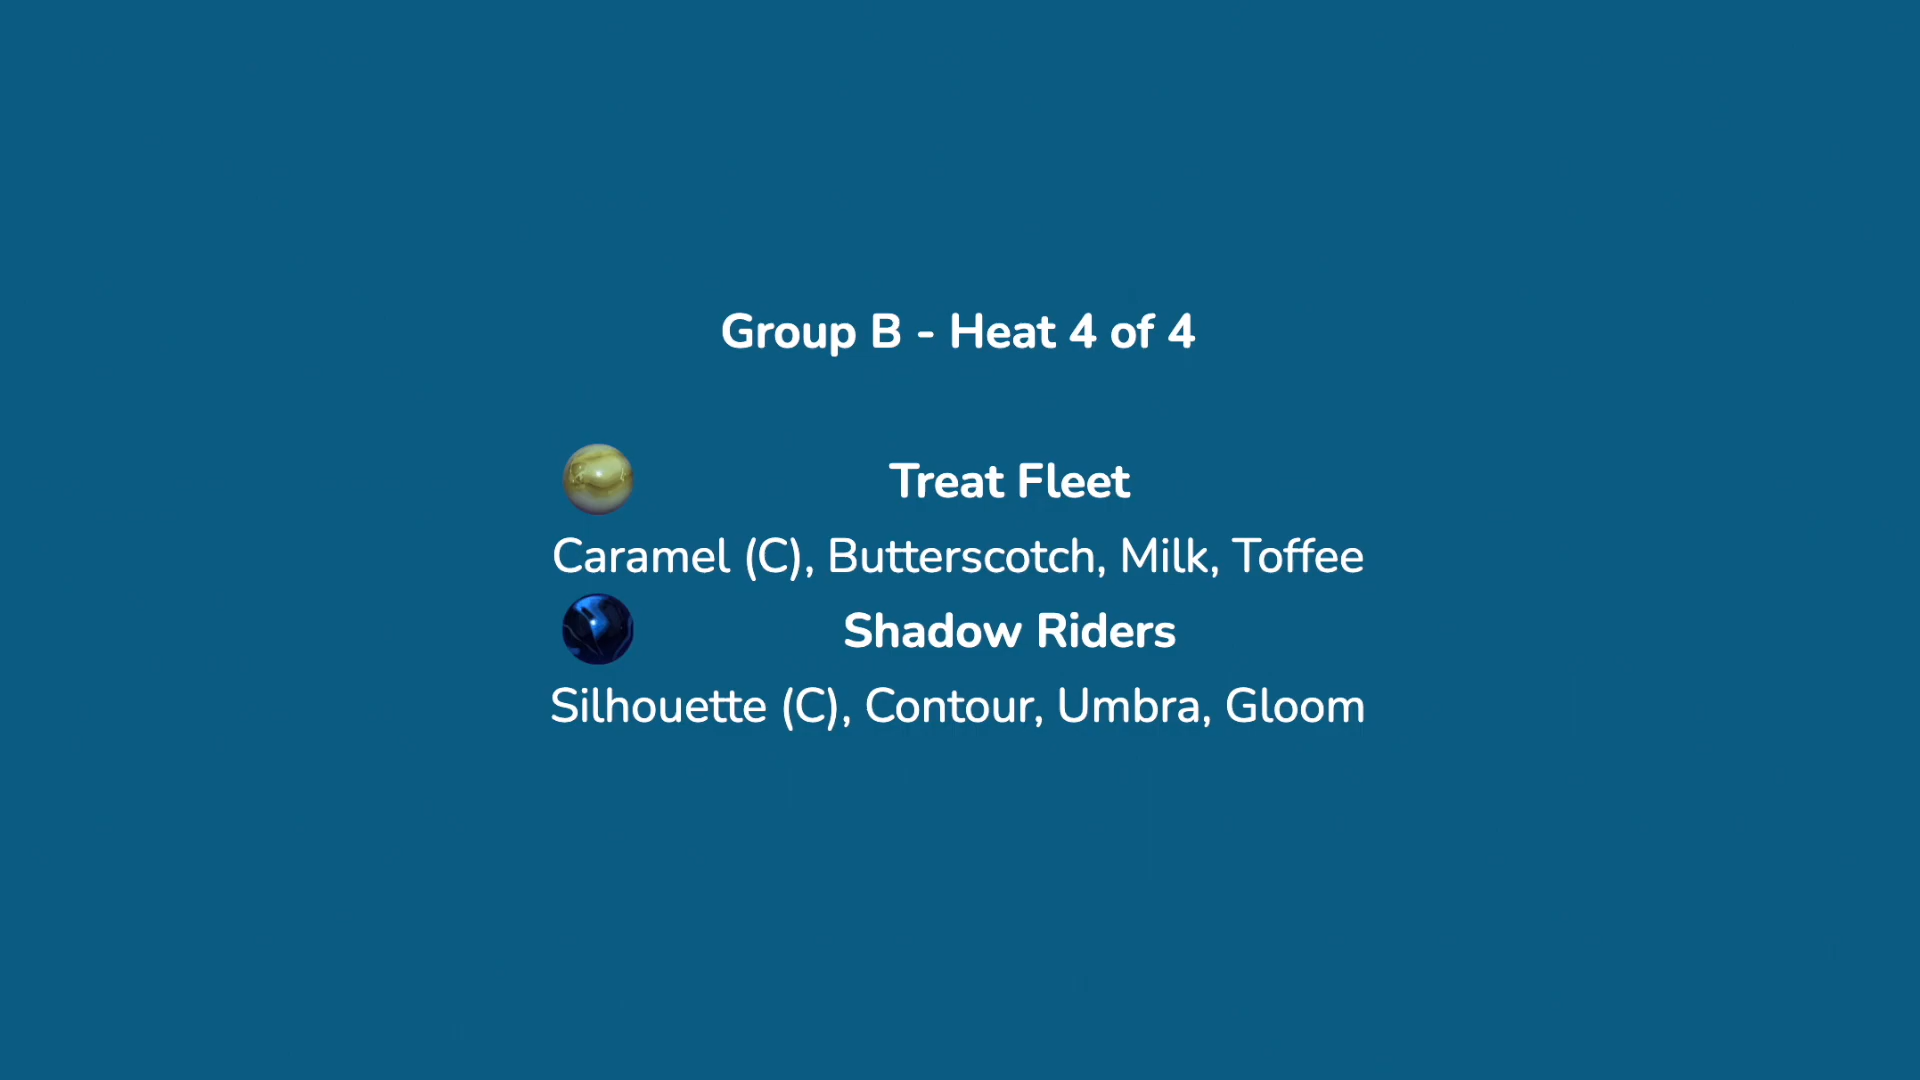 Group B - Heat 4 of 4
Treat Fleet
Caramel (C), Butterscotch, Milk, Toffee
Shadow Riders
Silhouette (C), Contour, Umbra, Gloom